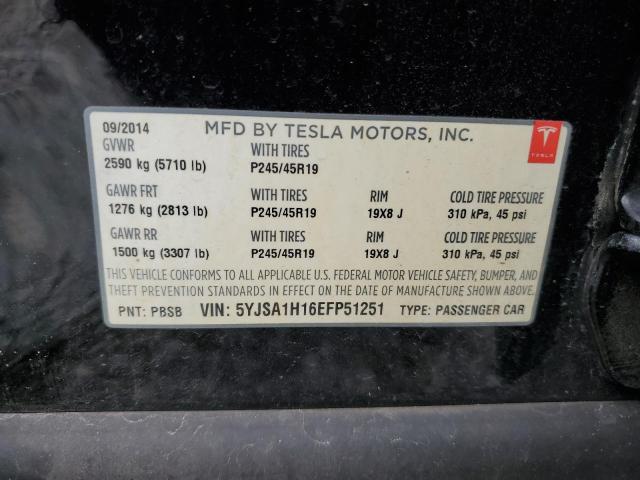 09/2014 MFD BY TESLA MOTORS, INC.
TESLA
GVWR WITH TIRES
2590 kg (5710 lb) P245/45R19
GAWR FRT WITH TIRES RIM COLD TIRE PRESSURE
1276 kg (2813 lb) P245/45R19 19X8 J 310 kPa, 45 psi
GAWR RR WITH TIRES RIM COLD TIRE PRESSURE
1500 kg (3307 lb) P245/45R19 19X8 J 310 kPa, 45 psi
THIS VEHICLE CONFORMS TO ALL APPLICABLE U.S. FEDERAL MOTOR VEHICLE SAFETY, BUMPER, AND
THEFT PREVENTION STANDARDS IN EFFECT ON THE DATE OF MANUFACTURE SHOWN ABOVE.
PNT: PBSB VIN: 5YJSA1H16EFP51251 TYPE: PASSENGER CAR